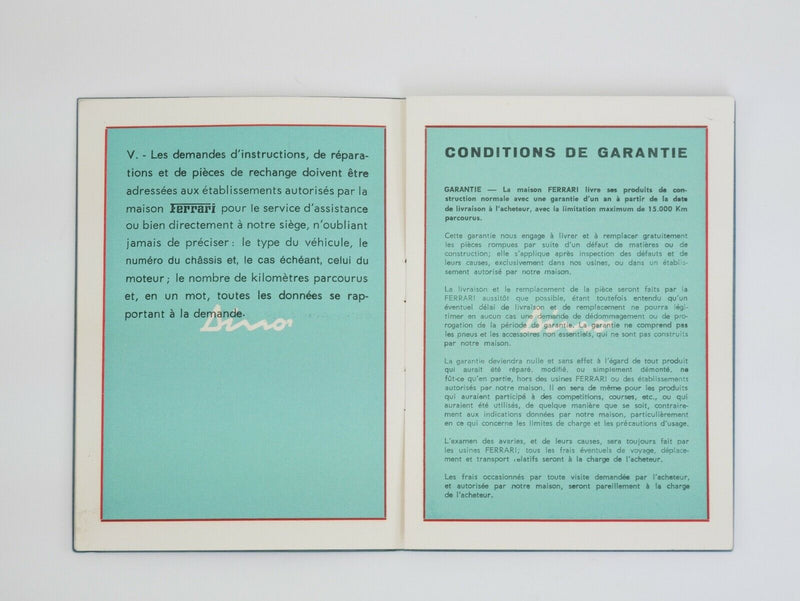 V. - Les demandes d'instructions, de répara-
tions et de pièces de rechange doivent être
adressées aux établissements autorisés par la
maison Ferrari pour le service d'assistance
ou bien directement à notre siège, n'oubliant
jamais de préciser : le type du véhicule, le
numéro du châssis et, le cas échéant, celui du
moteur ; le nombre de kilomètres parcourus
et, en un mot, toutes les données se rap-
portant à la demande.
Dino
CONDITIONS DE GARANTIE
GARANTIE — La maison FERRARI livre ses produits de con-
struction normale avec une garantie d'un an à partir de la date
de livraison à l'acheteur, avec la limitation maximum de 15.000 Km
parcourus.
Cette garantie nous engage à livrer et à remplacer gratuitement
les pièces rompues par suite d'un défaut de matières ou de
construction; elle s'applique après inspection des défauts et de
leurs causes, exclusivement dans nos usines, ou dans un établis-
sement autorisé par notre maison.
La livraison et le remplacement de la pièce seront faits par la
FERRARI aussitôt que possible, étant toutefois entendu qu'un
éventuel délai de livraison et de remplacement ne pourra légi-
timer en aucun cas une demande de dédommagement ou de pro-
rogation de la période de garantie. La garantie ne comprend pas
les pneus et les accessoires non essentiels, qui ne sont pas construits
par notre maison.
Dino
La garantie deviendra nulle et sans effet à l'égard de tout produit
qui aurait été réparé, modifié, ou simplement démonté, ne
fût-ce qu'en partie, hors des usines FERRARI ou des établissements
autorisés par notre maison. Il en sera de même pour les produits
qui auraient participé à des competitions, courses, etc., ou qui
auraient été utilisés, de quelque manière que se soit, contraire-
ment aux indications données par notre maison, particulièrement
en ce qui concerne les limites de charge et les précautions d'usage.
L'examen des avaries, et de leurs causes, sera toujours fait par
les usines FERRARI; tous les frais éventuels de voyage, déplace-
ment et transport relatifs seront à la charge de l'acheteur.
Les frais occasionnés par toute visite demandée par l'acheteur,
et autorisée par notre maison, seront pareillement à la charge
de l'acheteur.